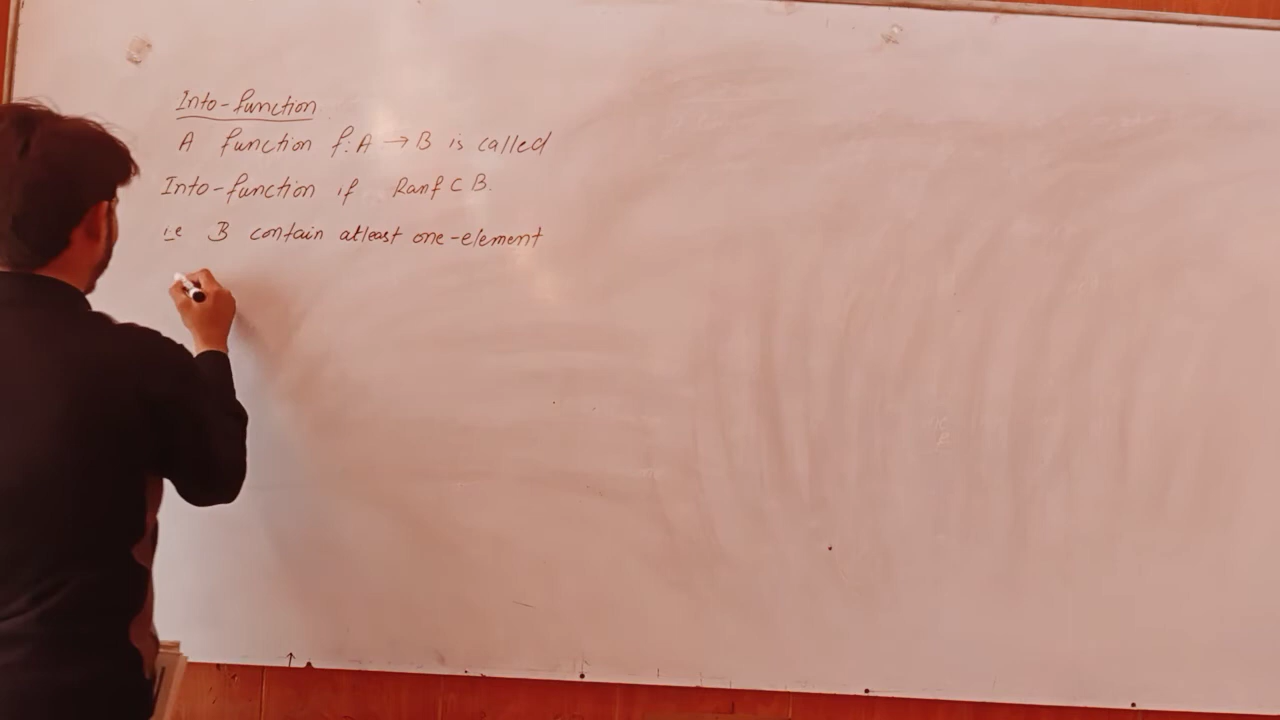 Into-function
A function f: A → B is called
Into-function if Ranf ⊂ B.
i.e B contain atleast one-element